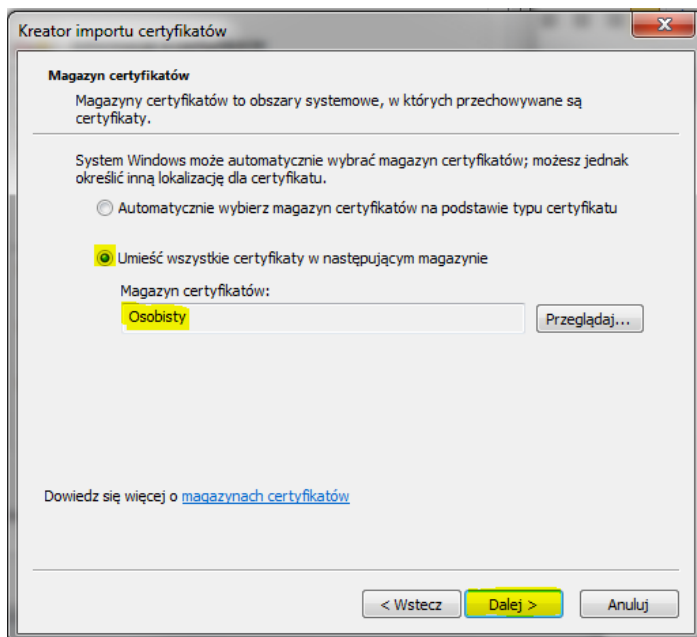 Kreator importu certyfikatów
Magazyn certyfikatów
Magazyny certyfikatów to obszary systemowe, w których przechowywane są
certyfikaty.
System Windows może automatycznie wybrać magazyn certyfikatów; możesz jednak
określić inną lokalizację dla certyfikatu.
Automatycznie wybierz magazyn certyfikatów na podstawie typu certyfikatu
Umieść wszystkie certyfikaty w następującym magazynie
Magazyn certyfikatów:
Osobisty
Przeglądaj...
Dowiedz się więcej o magazynach certyfikatów
< Wstecz
Dalej >
Anuluj